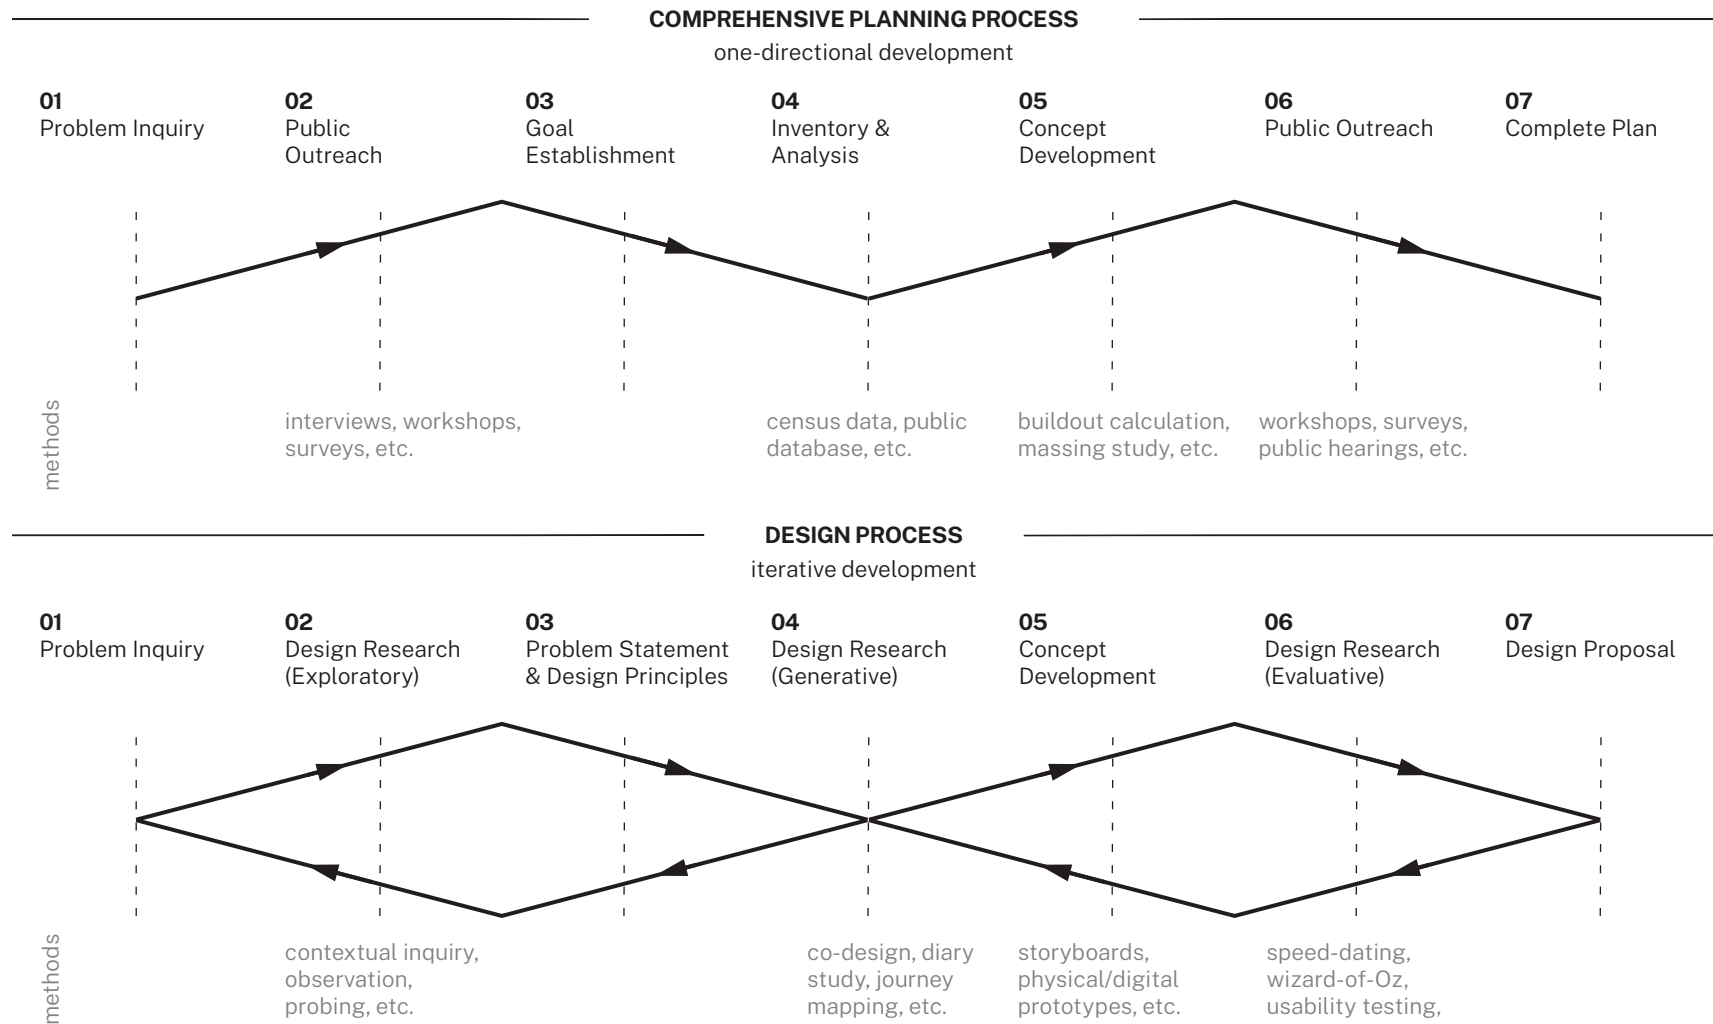 COMPREHENSIVE PLANNING PROCESS
one-directional development
01
Problem Inquiry
02
Public
Outreach
03
Goal
Establishment
04
Inventory &
Analysis
05
Concept
Development
06
Public Outreach
07
Complete Plan
methods
interviews, workshops,
surveys, etc.
census data, public
database, etc.
buildout calculation,
massing study, etc.
workshops, surveys,
public hearings, etc.
DESIGN PROCESS
iterative development
01
Problem Inquiry
02
Design Research
(Exploratory)
03
Problem Statement
& Design Principles
04
Design Research
(Generative)
05
Concept
Development
06
Design Research
(Evaluative)
07
Design Proposal
methods
contextual inquiry,
observation,
probing, etc.
co-design, diary
study, journey
mapping, etc.
storyboards,
physical/digital
prototypes, etc.
speed-dating,
wizard-of-Oz,
usability testing,